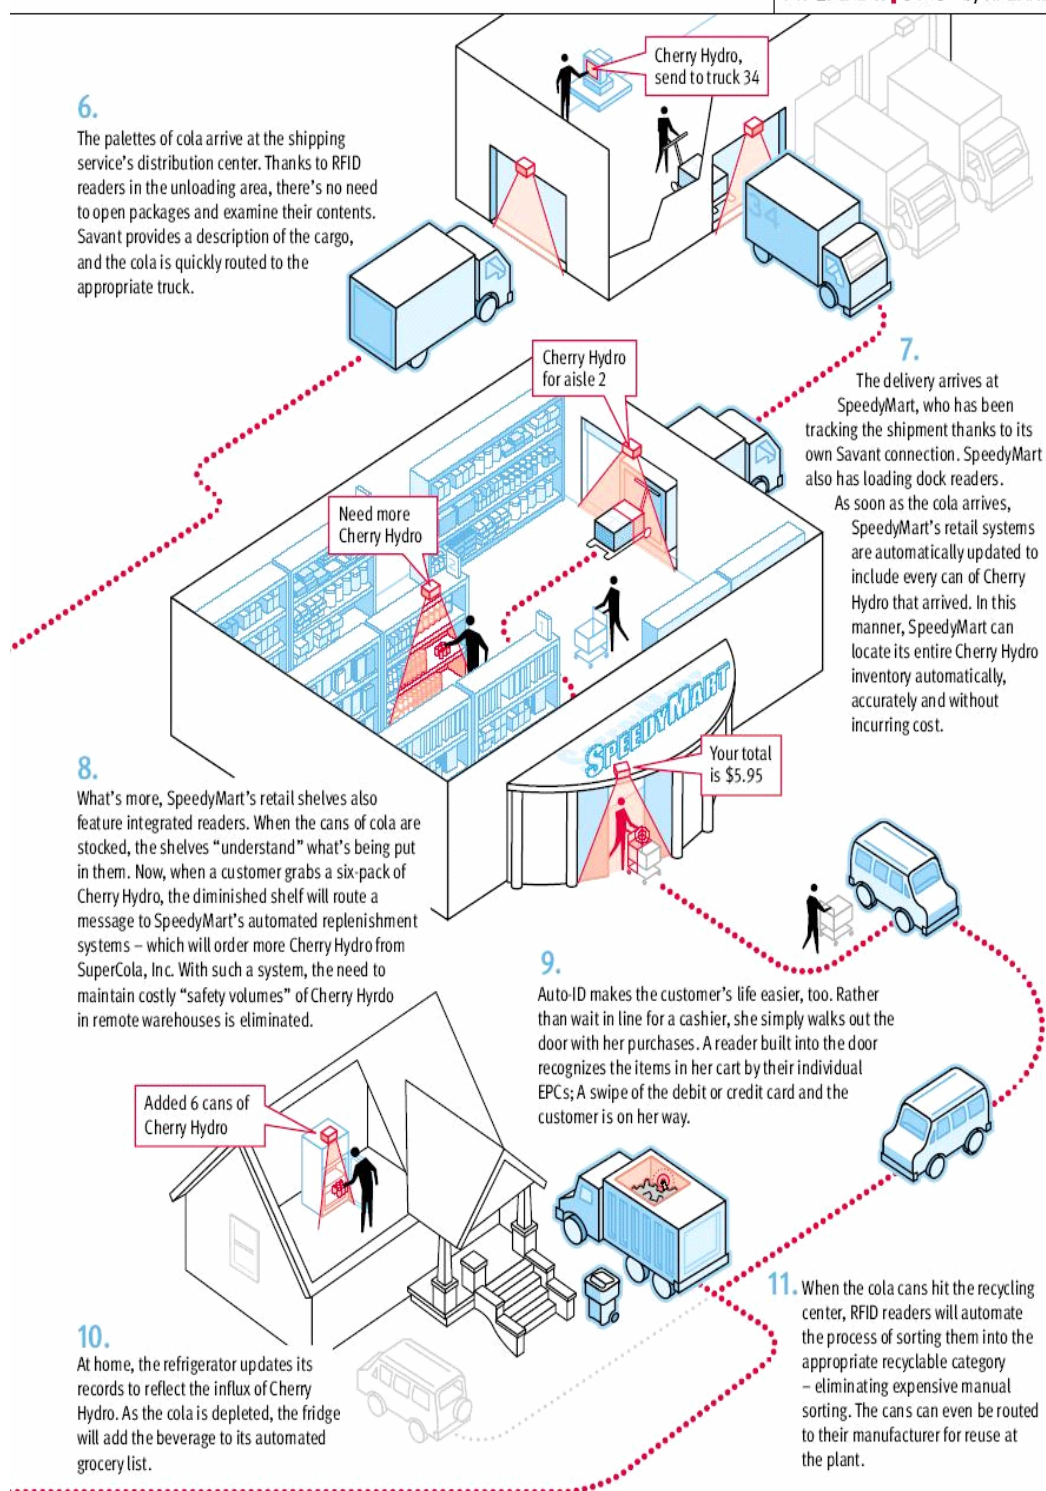 Cherry Hydro,
send to truck 34
6.
The palettes of cola arrive at the shipping
service's distribution center. Thanks to RFID
readers in the unloading area, there's no need
to open packages and examine their contents.
Savant provides a description of the cargo,
and the cola is quickly routed to the
appropriate truck.
34
7.
The delivery arrives at
SpeedyMart, who has been
tracking the shipment thanks to its
own Savant connection. SpeedyMart
also has loading dock readers.
As soon as the cola arrives,
SpeedyMart's retail systems
are automatically updated to
include every can of Cherry
Hydro that arrived. In this
manner, SpeedyMart can
locate its entire Cherry Hydro
inventory automatically,
accurately and without
incurring cost.
Cherry Hydro
for aisle 2
Need more
Cherry Hydro
SPEEDYMART
Your total
is $5.95
8.
What's more, SpeedyMart's retail shelves also
feature integrated readers. When the cans of cola are
stocked, the shelves “understand” what's being put
in them. Now, when a customer grabs a six-pack of
Cherry Hydro, the diminished shelf will route a
message to SpeedyMart's automated replenishment
systems – which will order more Cherry Hydro from
SuperCola, Inc. With such a system, the need to
maintain costly “safety volumes” of Cherry Hyrdo
in remote warehouses is eliminated.
9.
Auto-ID makes the customer's life easier, too. Rather
than wait in line for a cashier, she simply walks out the
door with her purchases. A reader built into the door
recognizes the items in her cart by their individual
EPCs; A swipe of the debit or credit card and the
customer is on her way.
Added 6 cans of
Cherry Hydro
10.
At home, the refrigerator updates its
records to reflect the influx of Cherry
Hydro. As the cola is depleted, the fridge
will add the beverage to its automated
grocery list.
11. When the cola cans hit the recycling
center, RFID readers will automate
the process of sorting them into the
appropriate recyclable category
– eliminating expensive manual
sorting. The cans can even be routed
to their manufacturer for reuse at
the plant.